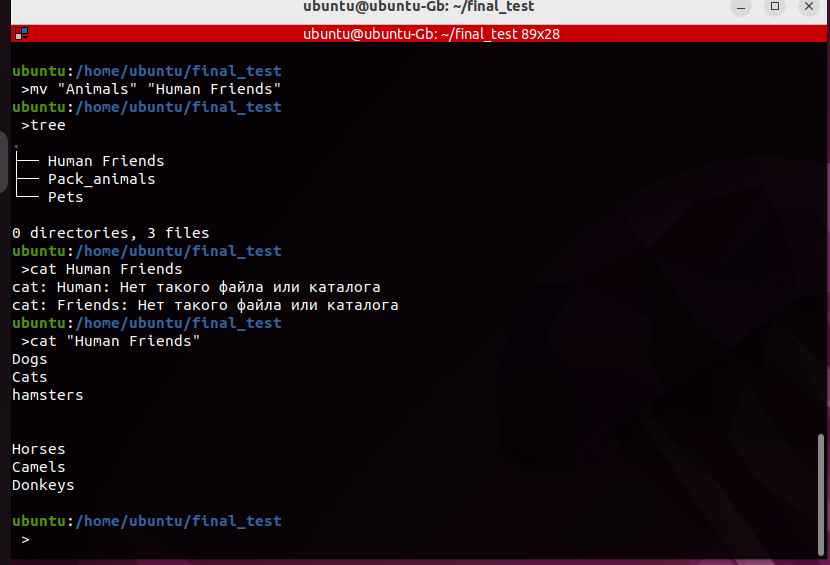 ubuntu@ubuntu-Gb: ~/final_test
ubuntu@ubuntu-Gb: ~/final_test 89x28
ubuntu:/home/ubuntu/final_test
>mv "Animals" "Human Friends"
ubuntu:/home/ubuntu/final_test
>tree
.
├── Human Friends
├── Pack_animals
└── Pets
0 directories, 3 files
ubuntu:/home/ubuntu/final_test
>cat Human Friends
cat: Human: Нет такого файла или каталога
cat: Friends: Нет такого файла или каталога
ubuntu:/home/ubuntu/final_test
>cat "Human Friends"
Dogs
Cats
hamsters
Horses
Camels
Donkeys
ubuntu:/home/ubuntu/final_test
>